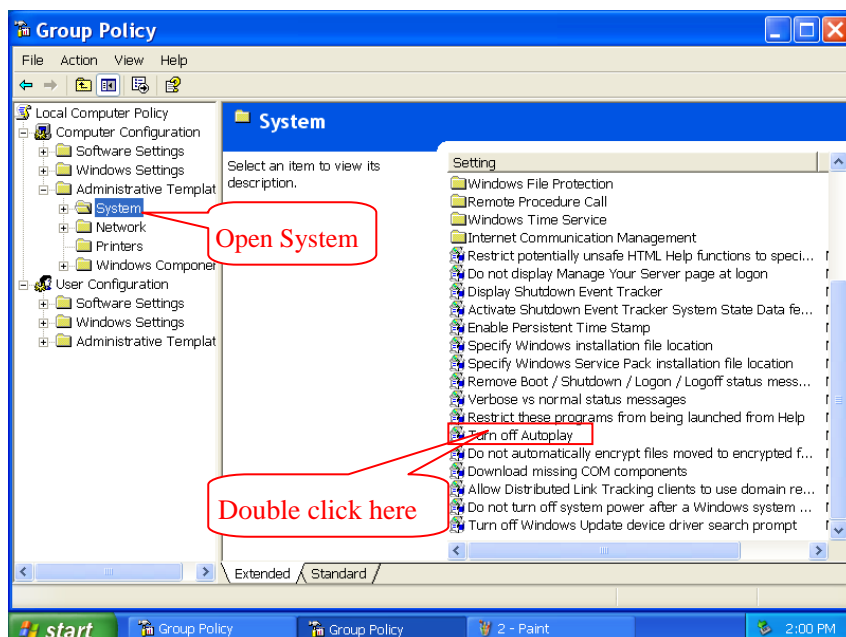 Group Policy
File Action View Help
Local Computer Policy
Computer Configuration
Software Settings
Windows Settings
Administrative Templat
System
Network
Printers
Windows Componer
User Configuration
Software Settings
Windows Settings
Administrative Templat
System
Select an item to view its
description.
Setting
Windows File Protection
Remote Procedure Call
Windows Time Service
Internet Communication Management
Restrict potentially unsafe HTML Help functions to speci...
Do not display Manage Your Server page at logon
Display Shutdown Event Tracker
Activate Shutdown Event Tracker System State Data fe...
Enable Persistent Time Stamp
Specify Windows installation file location
Specify Windows Service Pack installation file location
Remove Boot / Shutdown / Logon / Logoff status mess...
Verbose vs normal status messages
Restrict these programs from being launched from Help
Turn off Autoplay
Do not automatically encrypt files moved to encrypted f...
Download missing COM components
Allow Distributed Link Tracking clients to use domain re...
Do not turn off system power after a Windows system ...
Turn off Windows Update device driver search prompt
Open System
Double click here
Extended Standard
start Group Policy Group Policy 2 - Paint 2:00 PM